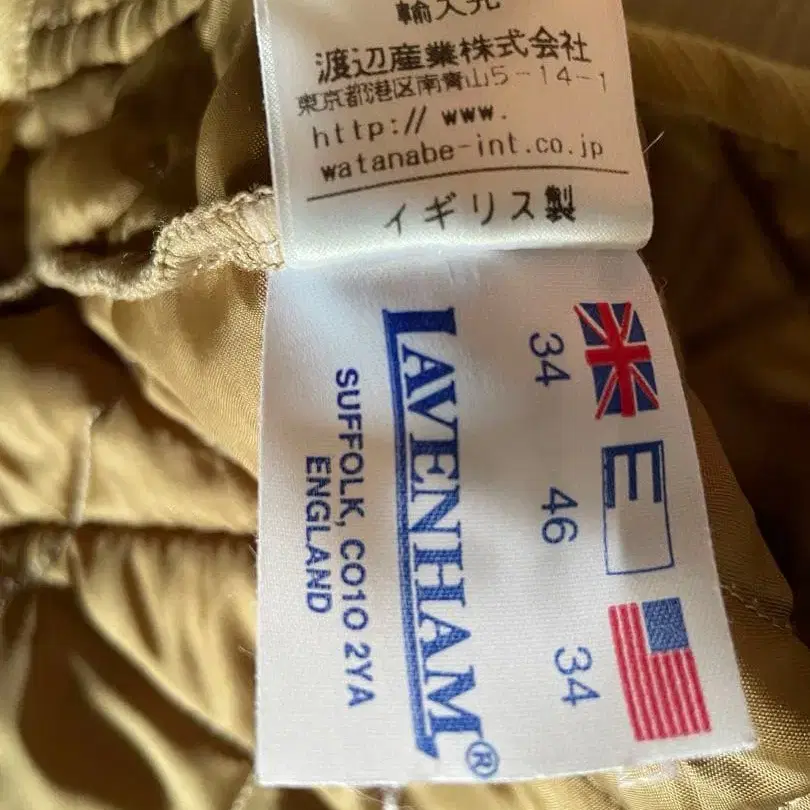 輸入元
渡辺産業株式会社
東京都港区南青山5-14-1
http:// www.
watanabe-int.co.jp
イギリス製
LAVENHAM®
SUFFOLK, CO10 2YA
ENGLAND
34
E
46
34